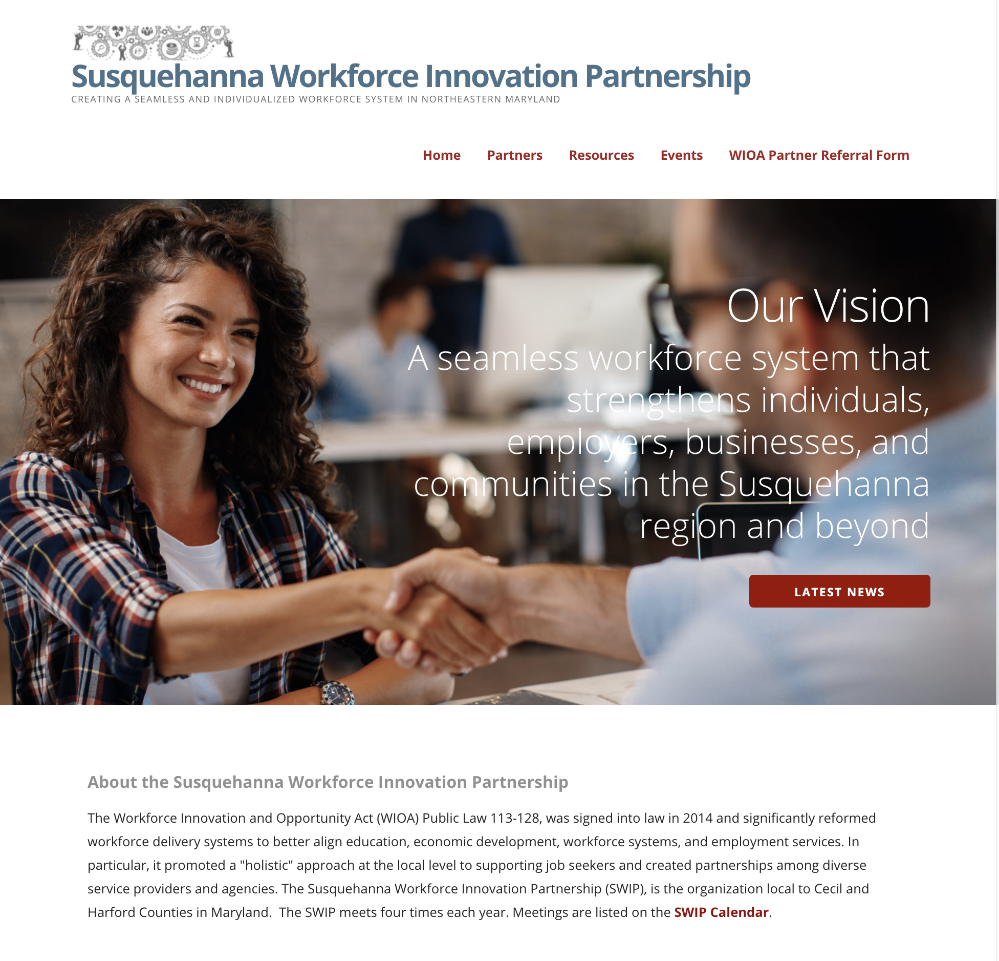 Susquehanna Workforce Innovation Partnership
CREATING A SEAMLESS AND INDIVIDUALIZED WORKFORCE SYSTEM IN NORTHEASTERN MARYLAND
Home Partners Resources Events WIOA Partner Referral Form
Our Vision
A seamless workforce system that
strengthens individuals,
employers, businesses, and
communities in the Susquehanna
region and beyond
LATEST NEWS
About the Susquehanna Workforce Innovation Partnership
The Workforce Innovation and Opportunity Act (WIOA) Public Law 113-128, was signed into law in 2014 and significantly reformed
workforce delivery systems to better align education, economic development, workforce systems, and employment services. In
particular, it promoted a "holistic" approach at the local level to supporting job seekers and created partnerships among diverse
service providers and agencies. The Susquehanna Workforce Innovation Partnership (SWIP), is the organization local to Cecil and
Harford Counties in Maryland.  The SWIP meets four times each year. Meetings are listed on the SWIP Calendar.